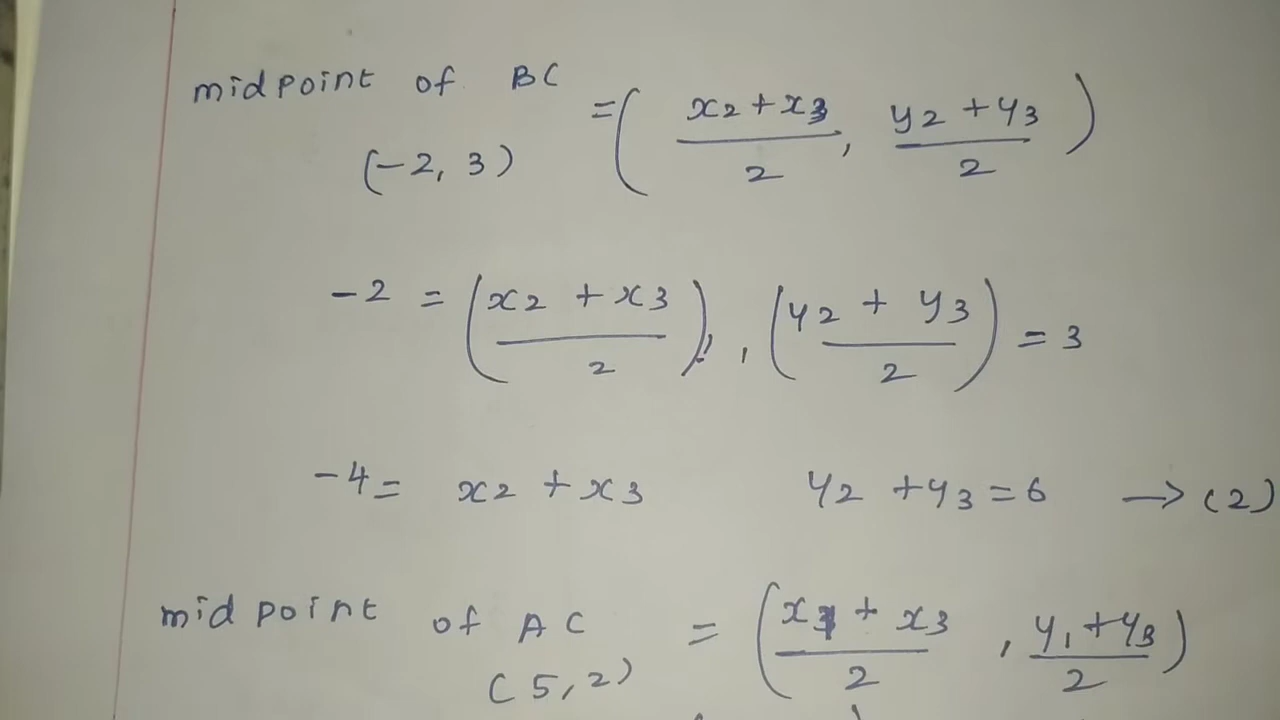 midpoint of BC = ( x2 + x3 / 2 , y2 + y3 / 2 )
(-2, 3)
-2 = ( x2 + x3 / 2 ) , ( y2 + y3 / 2 ) = 3
-4 = x2 + x3 y2 + y3 = 6 → (2)
midpoint of AC = ( x1 + x3 / 2 , y1 + y3 / 2 )
(5, 2)